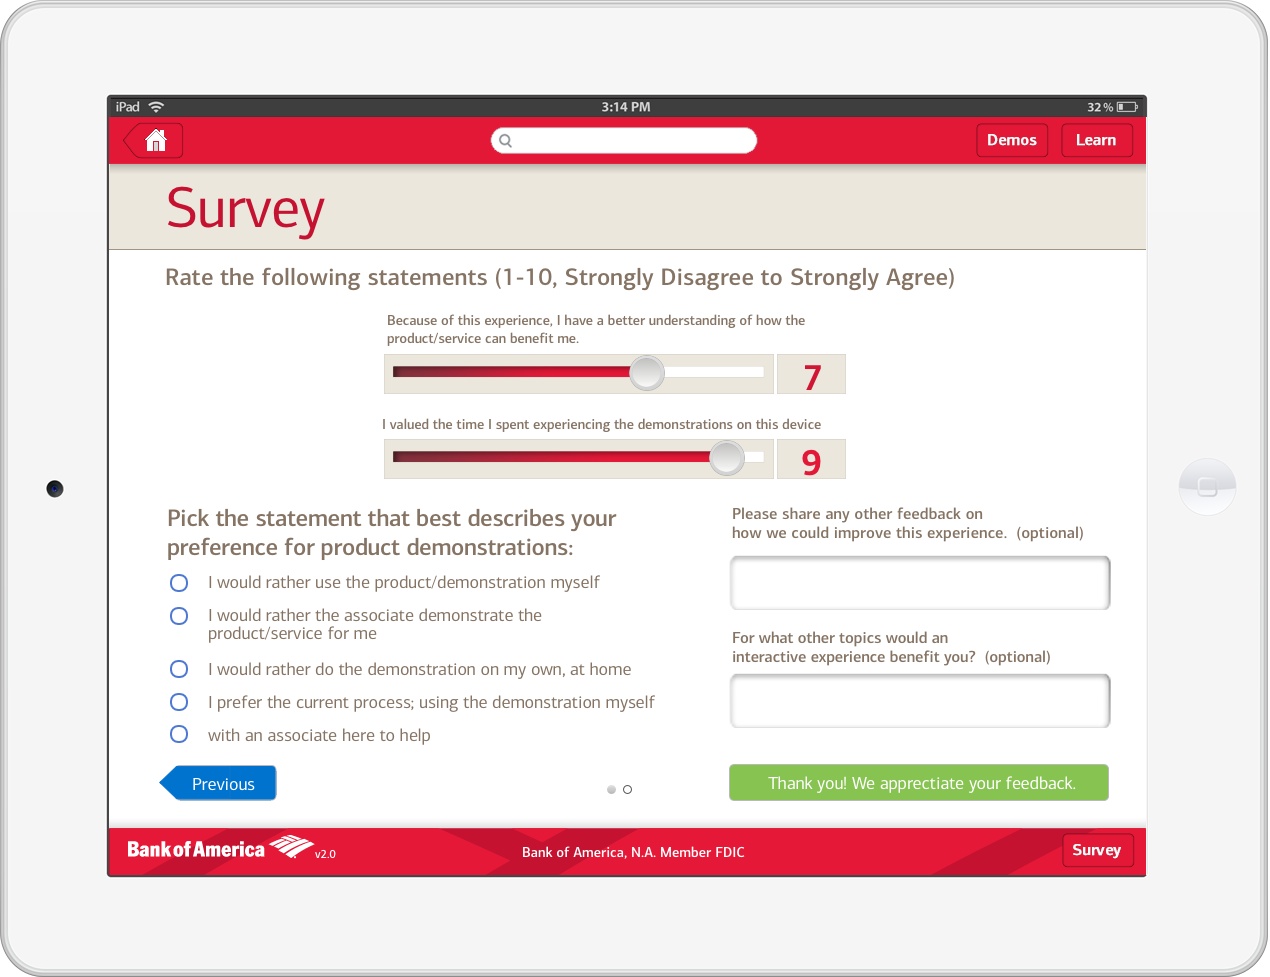 iPad
3:14 PM
32 %
Demos
Learn
Survey
Rate the following statements (1-10, Strongly Disagree to Strongly Agree)
Because of this experience, I have a better understanding of how the
product/service can benefit me.
7
I valued the time I spent experiencing the demonstrations on this device
9
Pick the statement that best describes your
preference for product demonstrations:
I would rather use the product/demonstration myself
I would rather the associate demonstrate the
product/service for me
I would rather do the demonstration on my own, at home
I prefer the current process; using the demonstration myself
with an associate here to help
Please share any other feedback on
how we could improve this experience. (optional)
For what other topics would an
interactive experience benefit you? (optional)
Previous
Thank you! We apprectiate your feedback.
Bank of America
v2.0
Bank of America, N.A. Member FDIC
Survey